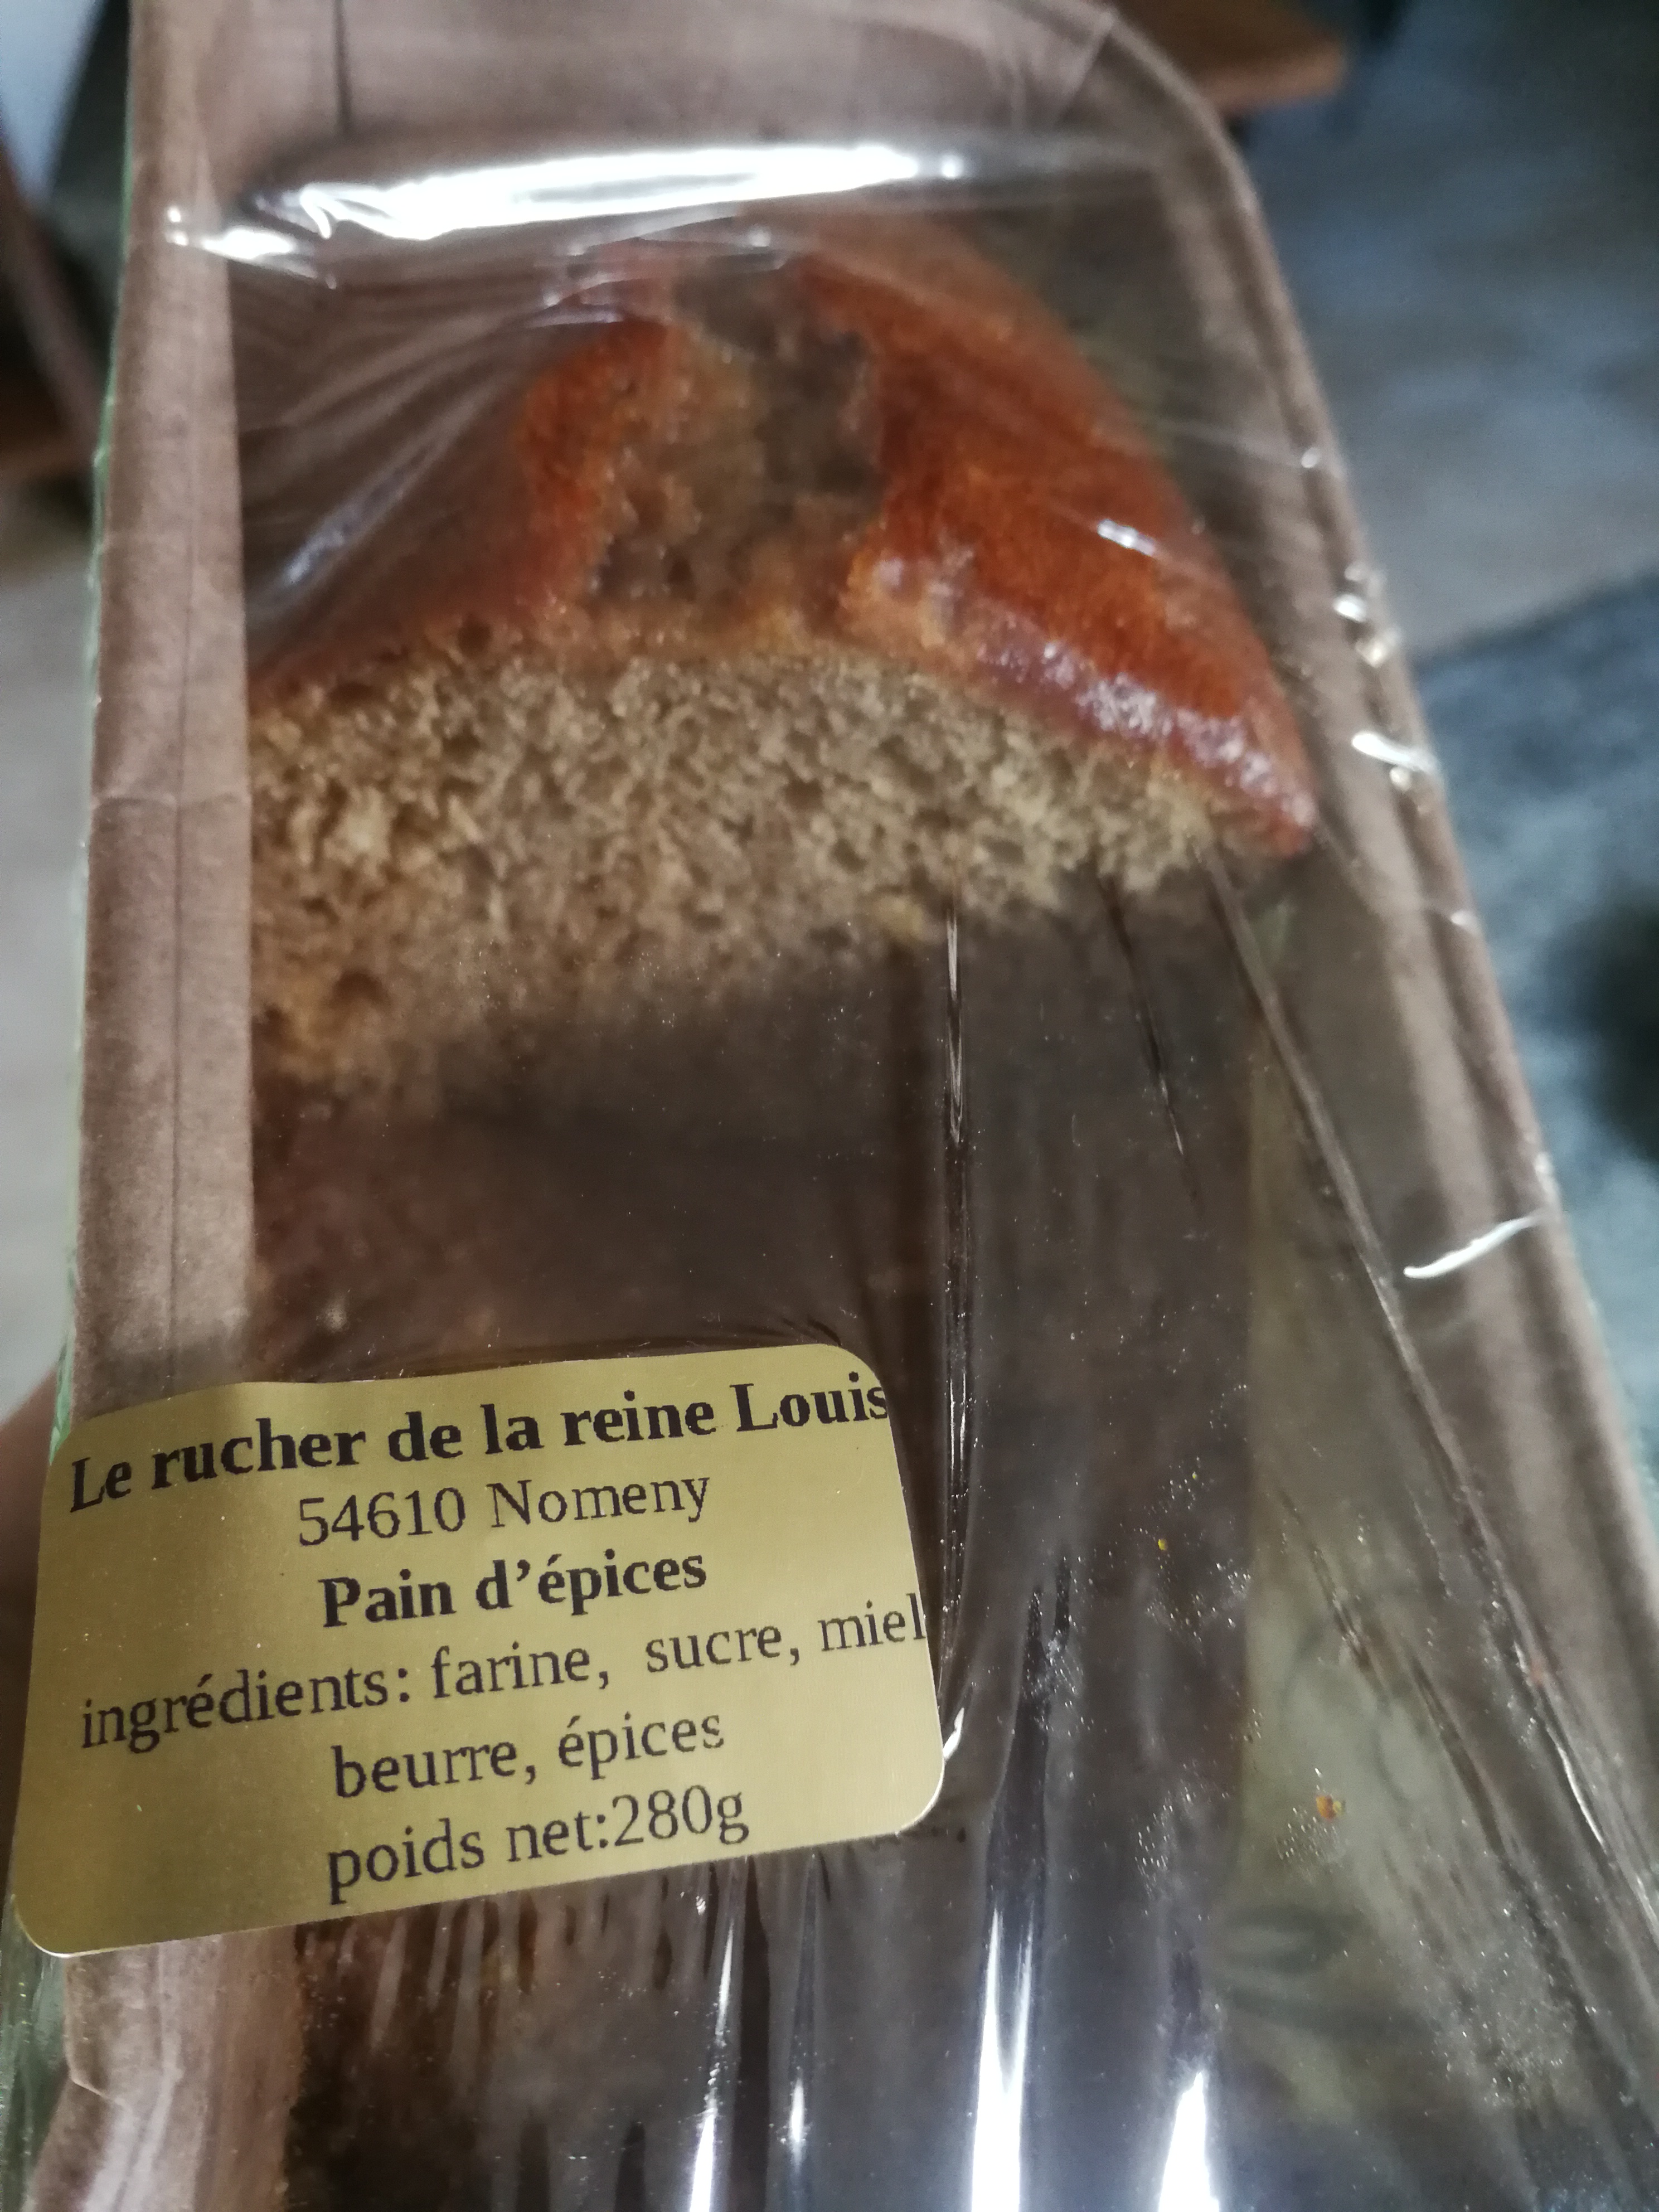 Le rucher de la reine Louis
54610 Nomeny
Pain d’épices
ingrédients: farine, sucre, miel
beurre, épices
poids net:280g